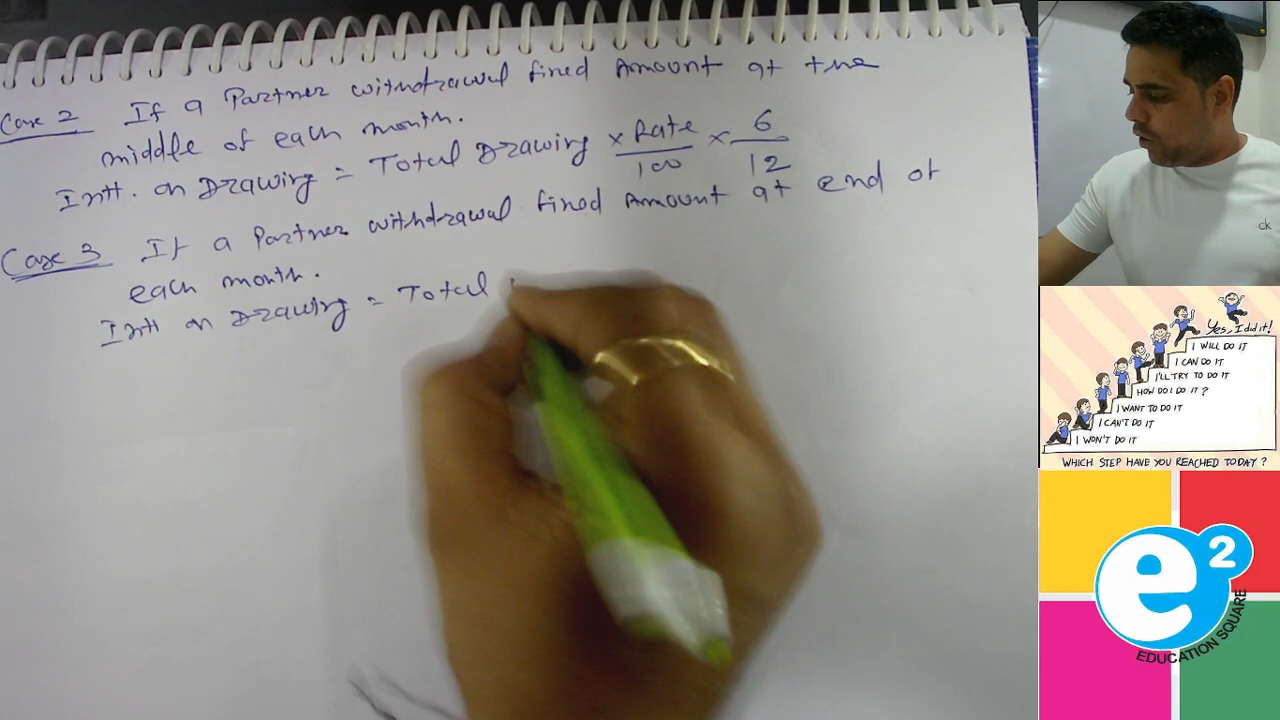 Case 2 If a Partner withdrawal fixed Amount at the
middle of each month.
Intt. on Drawing = Total Drawing × Rate/100 × 6/12
Case 3 If a Partner withdrawal fixed Amount at end of
each month.
Intt on Drawing = Total
ck
Yes, I did it!
I WILL DO IT
I CAN DO IT
I'LL TRY TO DO IT
HOW DO I DO IT?
I WANT TO DO IT
I CAN'T DO IT
I WON'T DO IT
WHICH STEP HAVE YOU REACHED TODAY?
e2
EDUCATION SQUARE